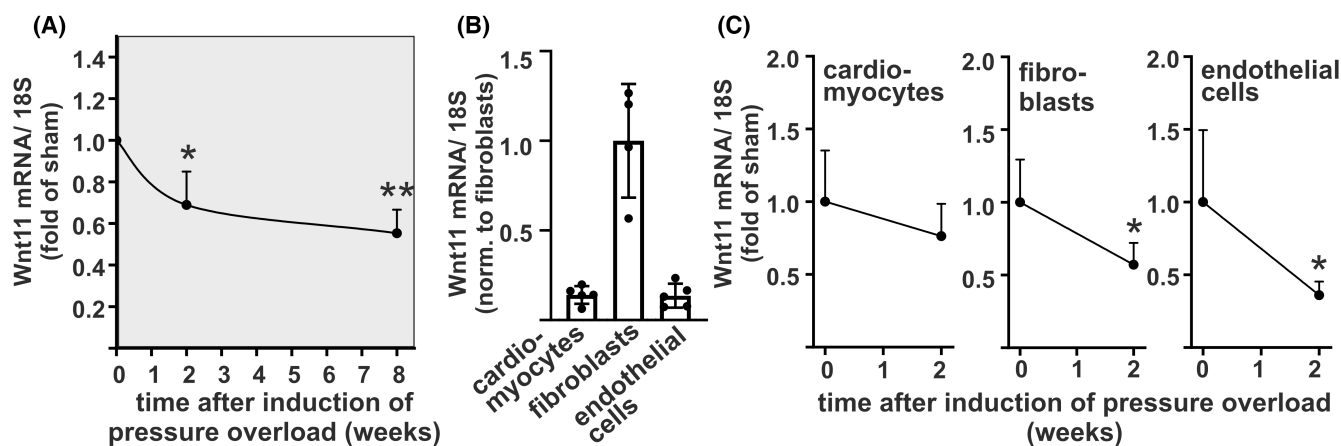 (A)
Wnt11 mRNA/ 18S
(fold of sham)
1.4
1.0
0.8
0.6
0.4
0.2
*
**
0 1 2 3 4 5 6 7 8
time after induction of
pressure overload (weeks)
(B)
Wnt11 mRNA/ 18S
(norm. to fibroblasts)
1.5
1.0
0.5
cardio-
myocytes
fibroblasts
endothelial
cells
(C)
Wnt11 mRNA/ 18S
(fold of sham)
2.0
1.5
1.0
0.5
cardio-
myocytes
0 1 2
2.0
1.5
1.0
0.5
fibro-
blasts
*
0 1 2
2.0
1.5
1.0
0.5
endothelial
cells
*
0 1 2
time after induction of pressure overload
(weeks)